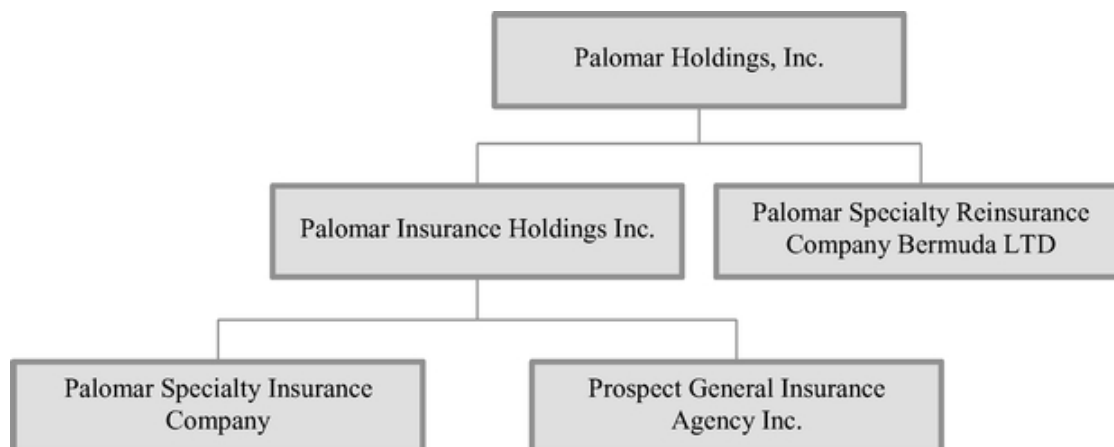 Palomar Holdings, Inc.
Palomar Insurance Holdings Inc.
Palomar Specialty Reinsurance
Company Bermuda LTD
Palomar Specialty Insurance
Company
Prospect General Insurance
Agency Inc.